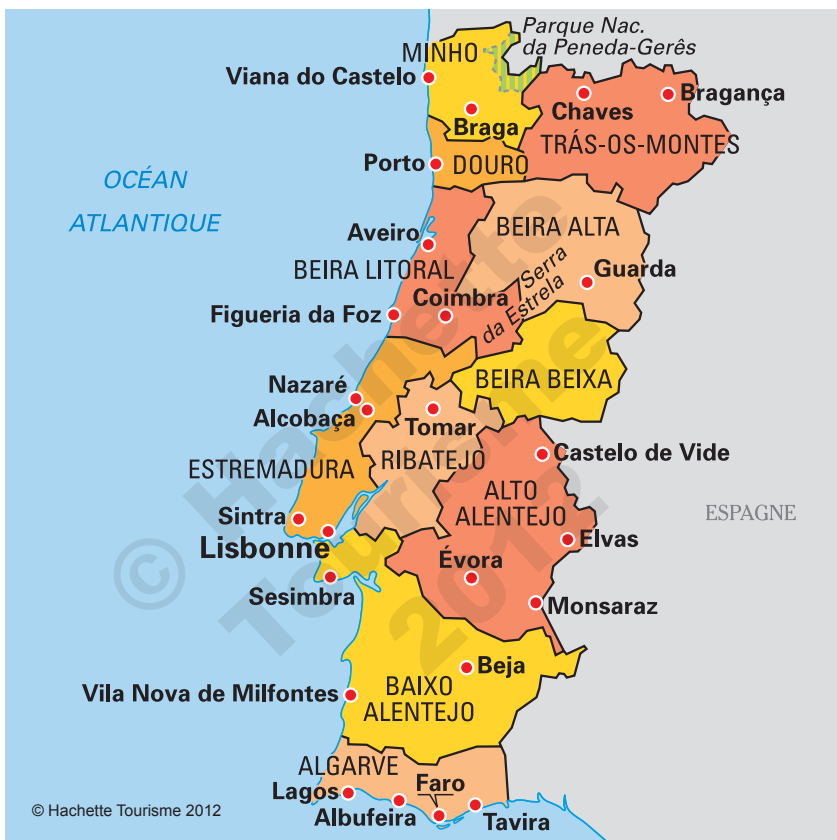 Parque Nac.
da Peneda-Gerês
MINHO
Viana do Castelo
Chaves
Bragança
Braga
TRÁS-OS-MONTES
Porto
DOURO
OCÉAN
ATLANTIQUE
Aveiro
BEIRA ALTA
BEIRA LITORAL
Serra
da Estrela
Guarda
Coimbra
Figueria da Foz
BEIRA BEIXA
Nazaré
Alcobaça
Tomar
Castelo de Vide
ESTREMADURA
RIBATEJO
ALTO
ALENTEJO
ESPAGNE
Sintra
Lisbonne
Elvas
Évora
Sesimbra
Monsaraz
Beja
Vila Nova de Milfontes
BAIXO
ALENTEJO
ALGARVE
Lagos
Faro
Albufeira
Tavira
© Hachette Tourisme 2012
© Hachette
Tourisme
2012